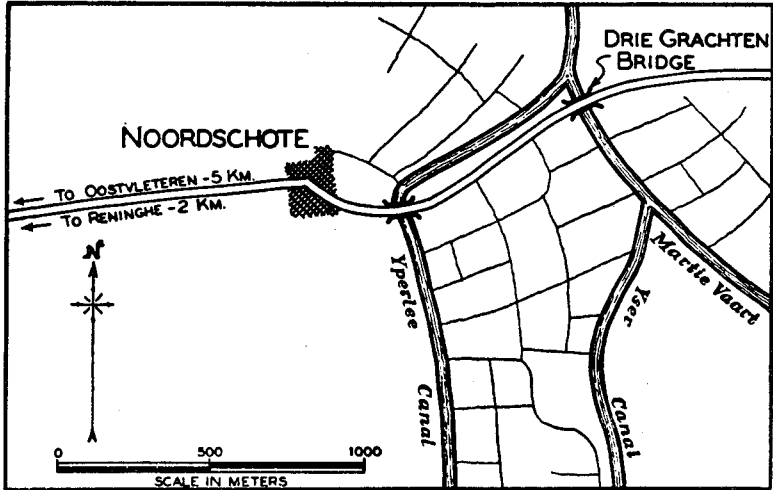 DRIE GRACHTEN
BRIDGE
NOORDSCHOTE
TO OOSTVLETEREN - 5 KM.
TO RENINGHE - 2 KM.
N
Yperlee
Canal
Martie Vaart
Yser
Canal
0 500 1000
SCALE IN METERS